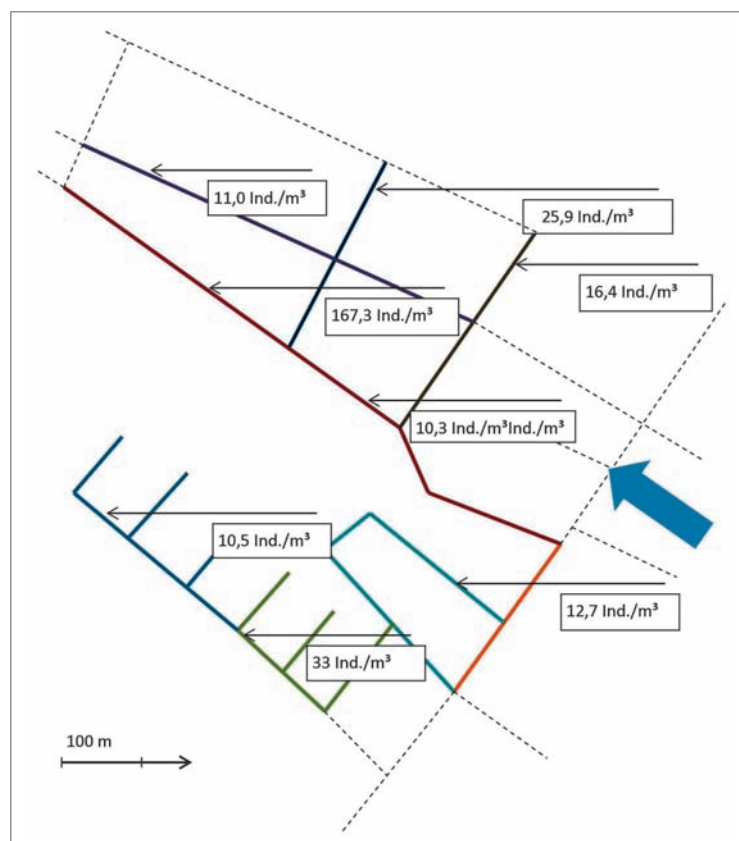 11,0 Ind./m³
25,9 Ind./m³
16,4 Ind./m³
167,3 Ind./m³
10,3 Ind./m³Ind./m³
10,5 Ind./m³
12,7 Ind./m³
33 Ind./m³
100 m